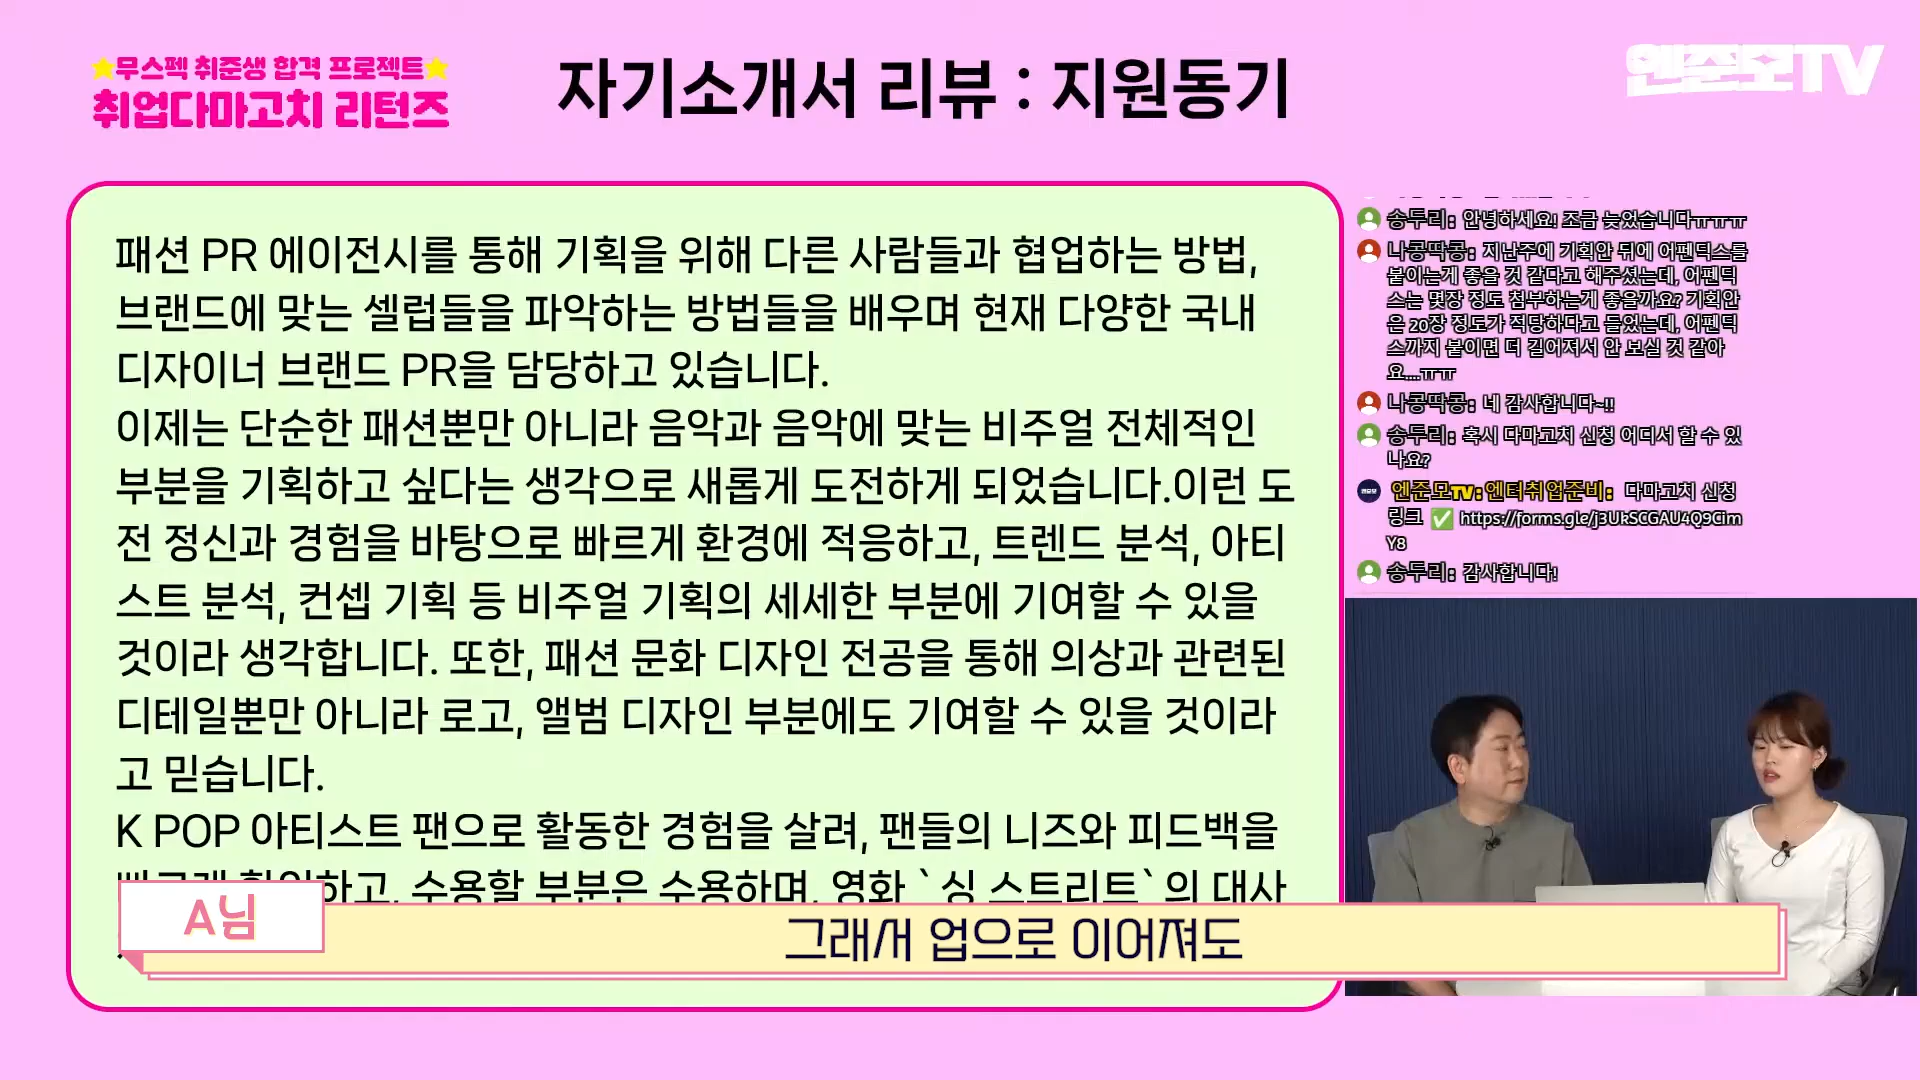 무스펙 취준생 합격 프로젝트
취업다마고치 리턴즈
자기소개서 리뷰 : 지원동기
엔준모TV
패션 PR 에이전시를 통해 기획을 위해 다른 사람들과 협업하는 방법,
브랜드에 맞는 셀럽들을 파악하는 방법들을 배우며 현재 다양한 국내
디자이너 브랜드 PR을 담당하고 있습니다.
이제는 단순한 패션뿐만 아니라 음악과 음악에 맞는 비주얼 전체적인
부분을 기획하고 싶다는 생각으로 새롭게 도전하게 되었습니다.이런 도
전 정신과 경험을 바탕으로 빠르게 환경에 적응하고, 트렌드 분석, 아티
스트 분석, 컨셉 기획 등 비주얼 기획의 세세한 부분에 기여할 수 있을
것이라 생각합니다. 또한, 패션 문화 디자인 전공을 통해 의상과 관련된
디테일뿐만 아니라 로고, 앨범 디자인 부분에도 기여할 수 있을 것이라
고 믿습니다.
K POP 아티스트 팬으로 활동한 경험을 살려, 팬들의 니즈와 피드백을
수용할 부분은 수용하며, 영화 `싱 스트리트`의 대사
송두리: 안녕하세요! 조금 늦었습니다ㅠㅠㅠ
나콩딱콩: 지난주에 기획안 뒤에 어펜딕스를
붙이는게 좋을 것 같다고 해주셨는데, 어펜딕
스는 몇장 정도 첨부하는게 좋을까요? 기획안
은 20장 정도가 적당하다고 들었는데, 어펜딕
스까지 붙이면 더 길어져서 안 보실 것 같아
요....ㅠㅠ
나콩딱콩: 네 감사합니다~!!
송두리: 혹시 다마고치 신청 어디서 할 수 있
나요?
엔준모TV:엔터취업준비: 다마고치 신청
링크 ✅ https://forms.gle/j3UkSCGAU4Q9Cim
Y8
송두리: 감사합니다!
A님
그래서 업으로 이어져도